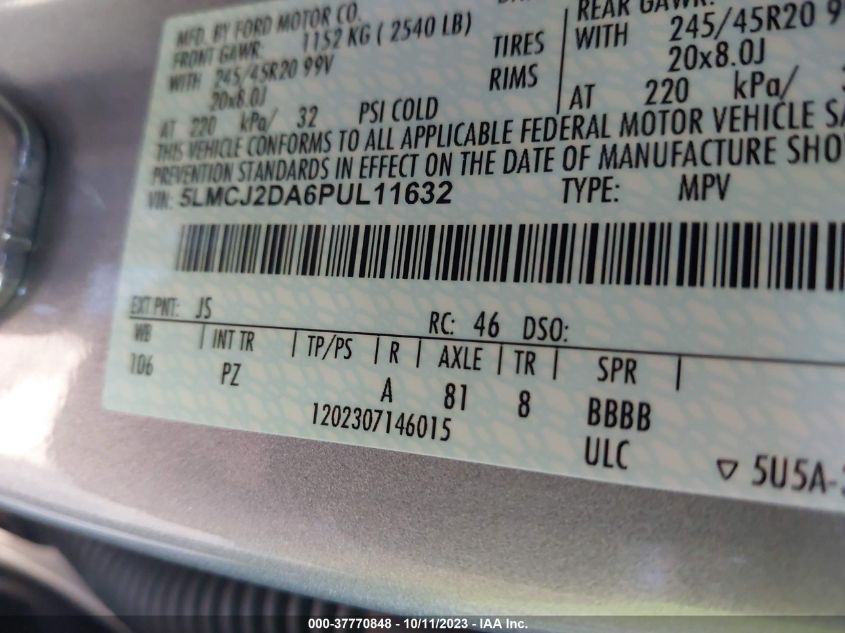 MFD. BY FORD MOTOR CO.
FRONT GAWR: 1152 KG ( 2540 LB)
WITH 245/45R20 99V TIRES
20x8.0J RIMS
AT 220 kPa/ 32 PSI COLD
REAR GAWR:
WITH 245/45R20 9
20x8.0J
AT 220 kPa/
THIS VEHICLE CONFORMS TO ALL APPLICABLE FEDERAL MOTOR VEHICLE SA
PREVENTION STANDARDS IN EFFECT ON THE DATE OF MANUFACTURE SHO
VIN: 5LMCJ2DA6PUL11632 TYPE: MPV
EXT PNT: JS RC: 46 DSO:
WB | INT TR | TP/PS | R | AXLE | TR | SPR |
106 PZ A 81 8 BBBB
1202307146015 ULC
▽ 5U5A-
000-37770848 - 10/11/2023 - IAA Inc.